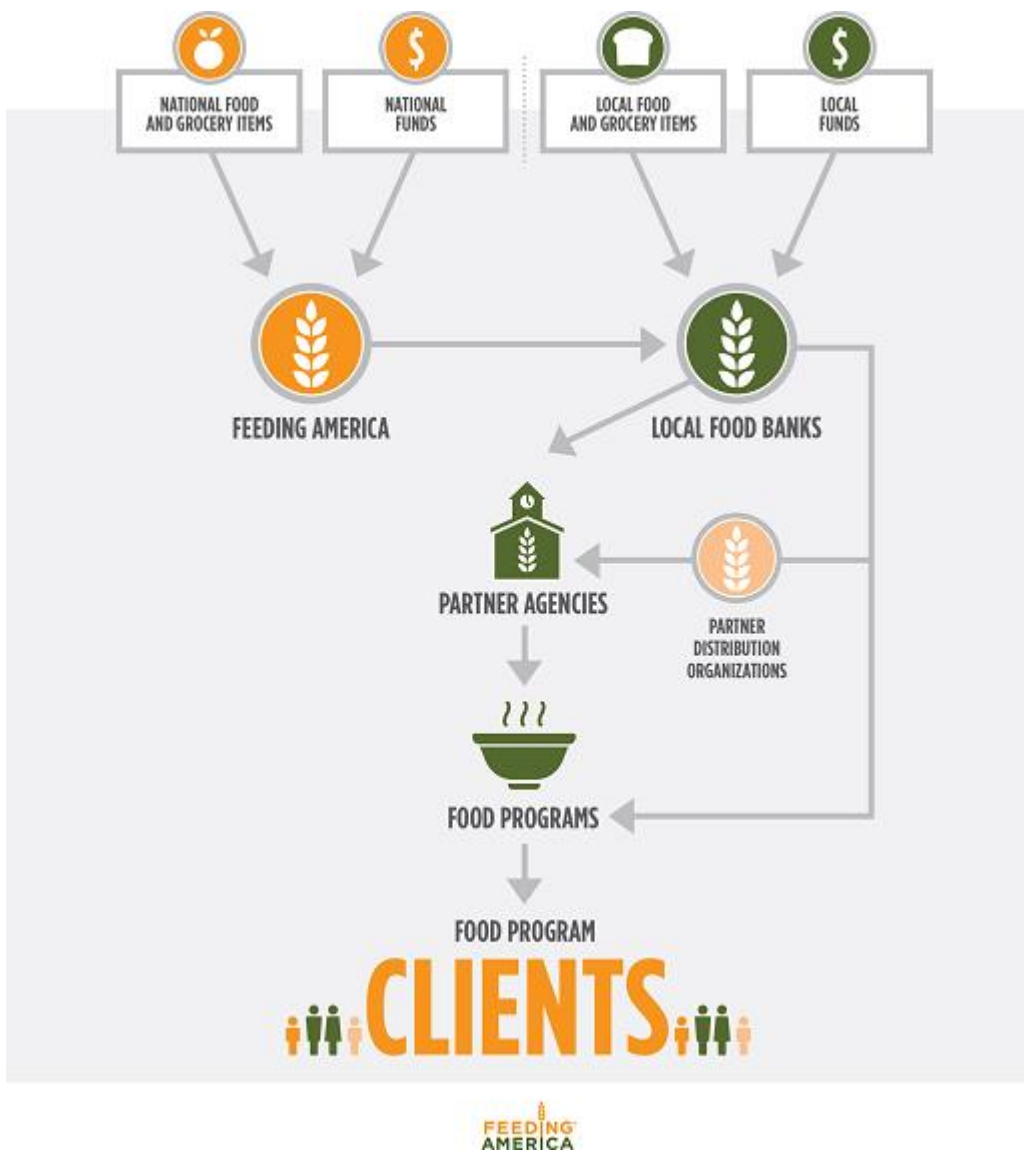 NATIONAL FOOD
AND GROCERY ITEMS
NATIONAL
FUNDS
LOCAL FOOD
AND GROCERY ITEMS
LOCAL
FUNDS
FEEDING AMERICA
LOCAL FOOD BANKS
PARTNER AGENCIES
PARTNER
DISTRIBUTION
ORGANIZATIONS
FOOD PROGRAMS
FOOD PROGRAM
CLIENTS
FEEDING
AMERICA